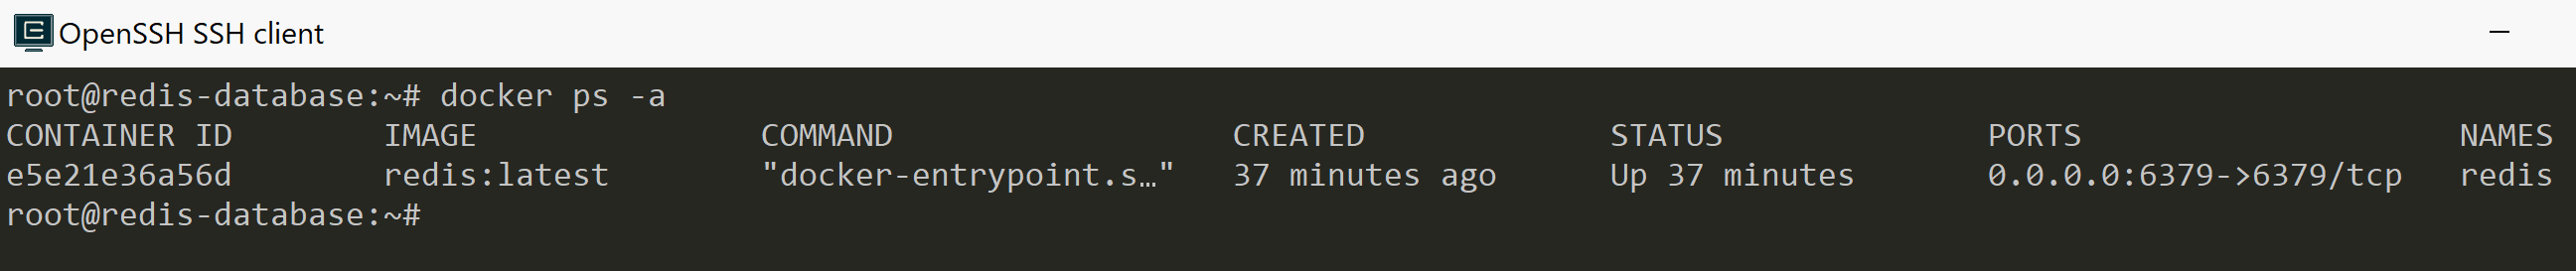 OpenSSH SSH client
root@redis-database:~# docker ps -a
CONTAINER ID        IMAGE               COMMAND                  CREATED             STATUS              PORTS                    NAMES
e5e21e36a56d        redis:latest        "docker-entrypoint.s…"   37 minutes ago      Up 37 minutes       0.0.0.0:6379->6379/tcp   redis
root@redis-database:~#